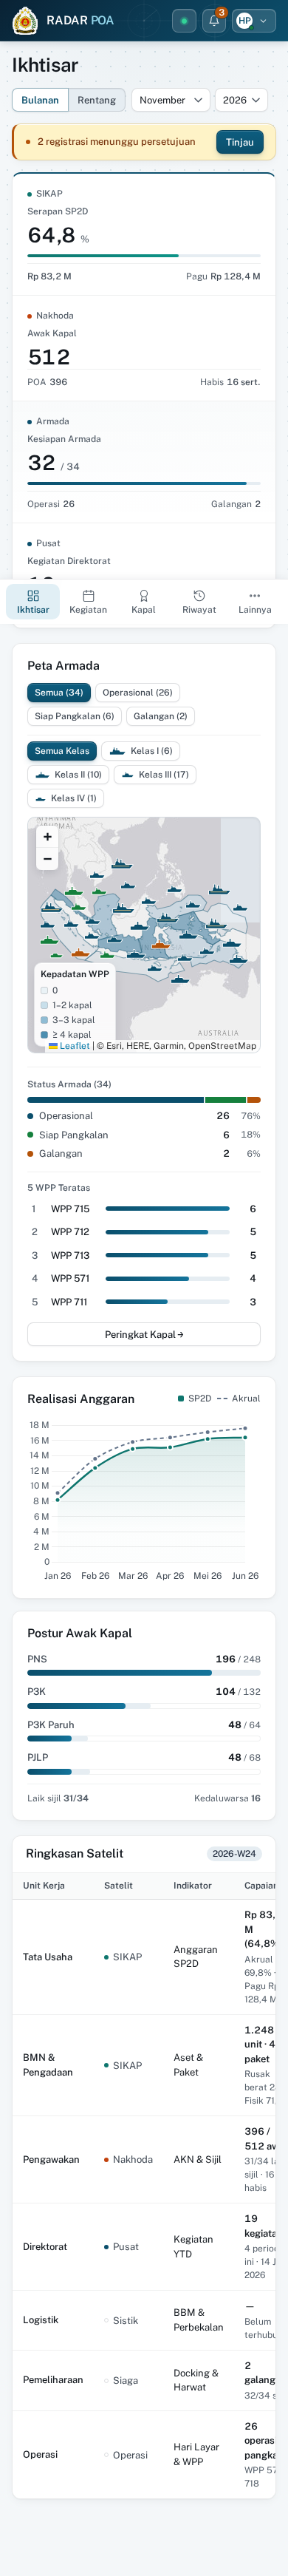 RADAR POA
3
HP
Ikhtisar
Bulanan
Rentang
November
2026
2 registrasi menunggu persetujuan
Tinjau
SIKAP
Serapan SP2D
64,8 %
Rp 83,2 M
Pagu Rp 128,4 M
Nakhoda
Awak Kapal
512
POA 396
Habis 16 sert.
Armada
Kesiapan Armada
32 / 34
Operasi 26
Galangan 2
Pusat
Kegiatan Direktorat
Ikhtisar
Kegiatan
Kapal
Riwayat
Lainnya
Peta Armada
Semua (34)
Operasional (26)
Siap Pangkalan (6)
Galangan (2)
Semua Kelas
Kelas I (6)
Kelas II (10)
Kelas III (17)
Kelas IV (1)
+
−
Kepadatan WPP
0
1–2 kapal
3–3 kapal
≥ 4 kapal
AUSTRALIA
Leaflet | © Esri, HERE, Garmin, OpenStreetMap
Status Armada (34)
Operasional 26 76%
Siap Pangkalan 6 18%
Galangan 2 6%
5 WPP Teratas
1 WPP 715 6
2 WPP 712 5
3 WPP 713 5
4 WPP 571 4
5 WPP 711 3
Peringkat Kapal →
Realisasi Anggaran
SP2D
Akrual
18 M
16 M
14 M
12 M
10 M
8 M
6 M
4 M
2 M
0
Jan 26 Feb 26 Mar 26 Apr 26 Mei 26 Jun 26
Postur Awak Kapal
PNS 196 / 248
P3K 104 / 132
P3K Paruh 48 / 64
PJLP 48 / 68
Laik sijil 31/34
Kedaluwarsa 16
Ringkasan Satelit
2026-W24
Unit Kerja Satelit Indikator
Tata Usaha
SIKAP
Anggaran
SP2D
Rp 83,
M
(64,8%
Akrual
69,8% ·
Pagu Rp
128,4 M
BMN &
Pengadaan
SIKAP
Aset &
Paket
1.248
unit · 4
paket
Rusak
berat 2
Fisik 71
Pengawakan
Nakhoda
AKN & Sijil
396 /
512
31/34
sijil · 16
habis
Direktorat
Pusat
Kegiatan
YTD
19
4
ini · 14
2026
Logistik
Sistik
BBM &
Perbekalan
—
Belum
Pemeliharaan
Siaga
Docking &
Harwat
2
32/34
Operasi
Operasi
Hari Layar
& WPP
26
WPP
718